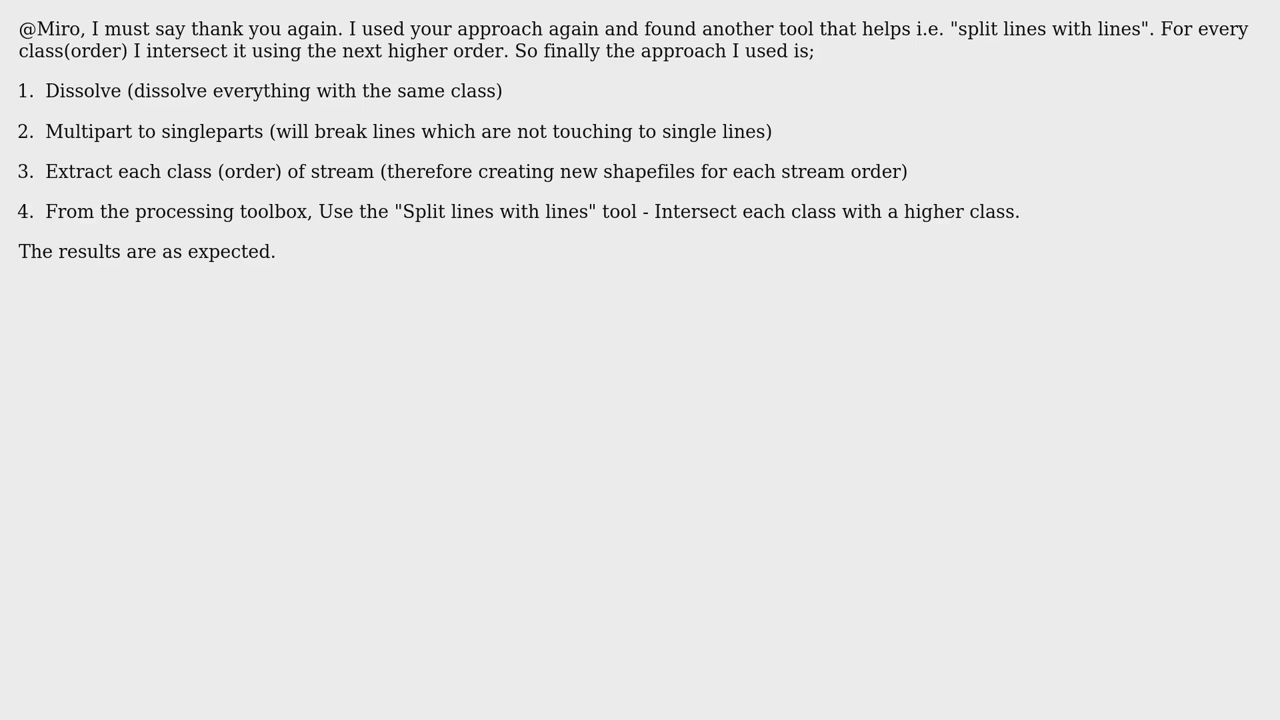 @Miro, I must say thank you again. I used your approach again and found another tool that helps i.e. "split lines with lines". For every
class(order) I intersect it using the next higher order. So finally the approach I used is;
1. Dissolve (dissolve everything with the same class)
2. Multipart to singleparts (will break lines which are not touching to single lines)
3. Extract each class (order) of stream (therefore creating new shapefiles for each stream order)
4. From the processing toolbox, Use the "Split lines with lines" tool - Intersect each class with a higher class.
The results are as expected.